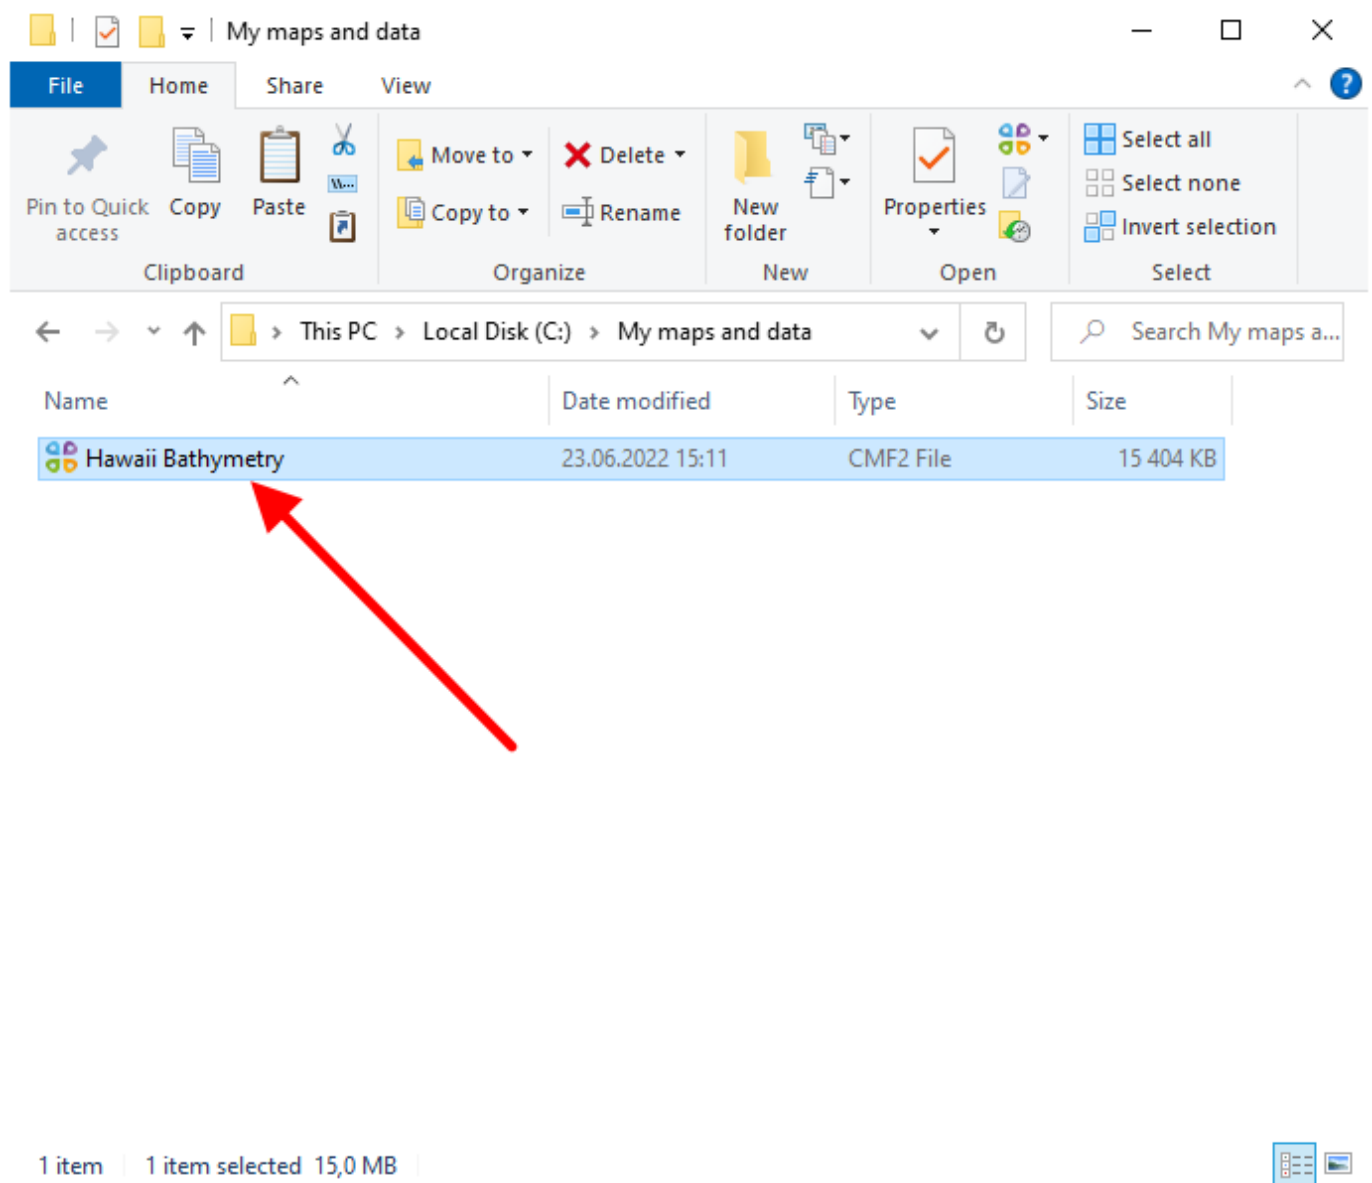 My maps and data
File Home Share View
Pin to Quick access
Copy
Paste
W...
Clipboard
Move to
Copy to
Delete
Rename
Organize
New folder
New
Properties
Open
Select all
Select none
Invert selection
Select
This PC > Local Disk (C:) > My maps and data
Search My maps a...
Name Date modified Type Size
Hawaii Bathymetry 23.06.2022 15:11 CMF2 File 15 404 KB
1 item 1 item selected 15,0 MB